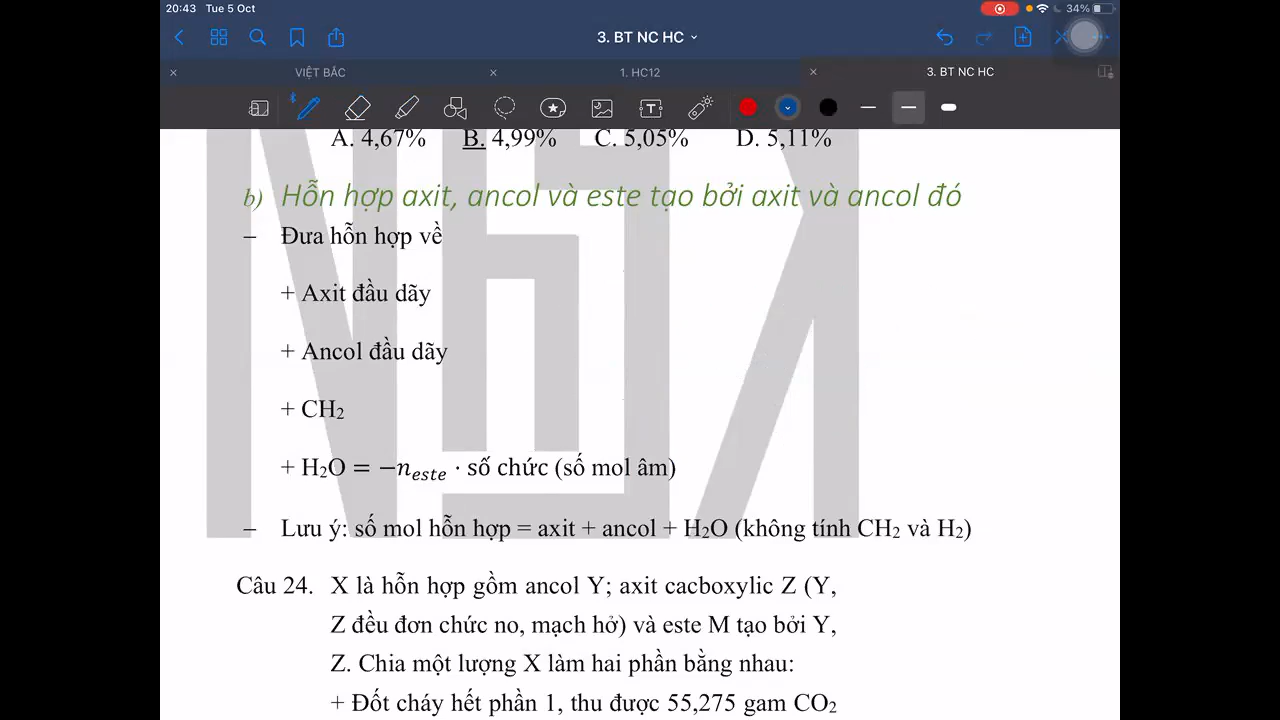 20:43 Tue 5 Oct 34%
3. BT NC HC
VIỆT BẮC 1. HC12 3. BT NC HC
A. 4,67% B. 4,99% C. 5,05% D. 5,11%
b) Hỗn hợp axit, ancol và este tạo bởi axit và ancol đó
– Đưa hỗn hợp về
+ Axit đầu dãy
+ Ancol đầu dãy
+ CH₂
+ H₂O = −nₑₛₜₑ · số chức (số mol âm)
– Lưu ý: số mol hỗn hợp = axit + ancol + H₂O (không tính CH₂ và H₂)
Câu 24. X là hỗn hợp gồm ancol Y; axit cacboxylic Z (Y,
Z đều đơn chức no, mạch hở) và este M tạo bởi Y,
Z. Chia một lượng X làm hai phần bằng nhau:
+ Đốt cháy hết phần 1, thu được 55,275 gam CO₂